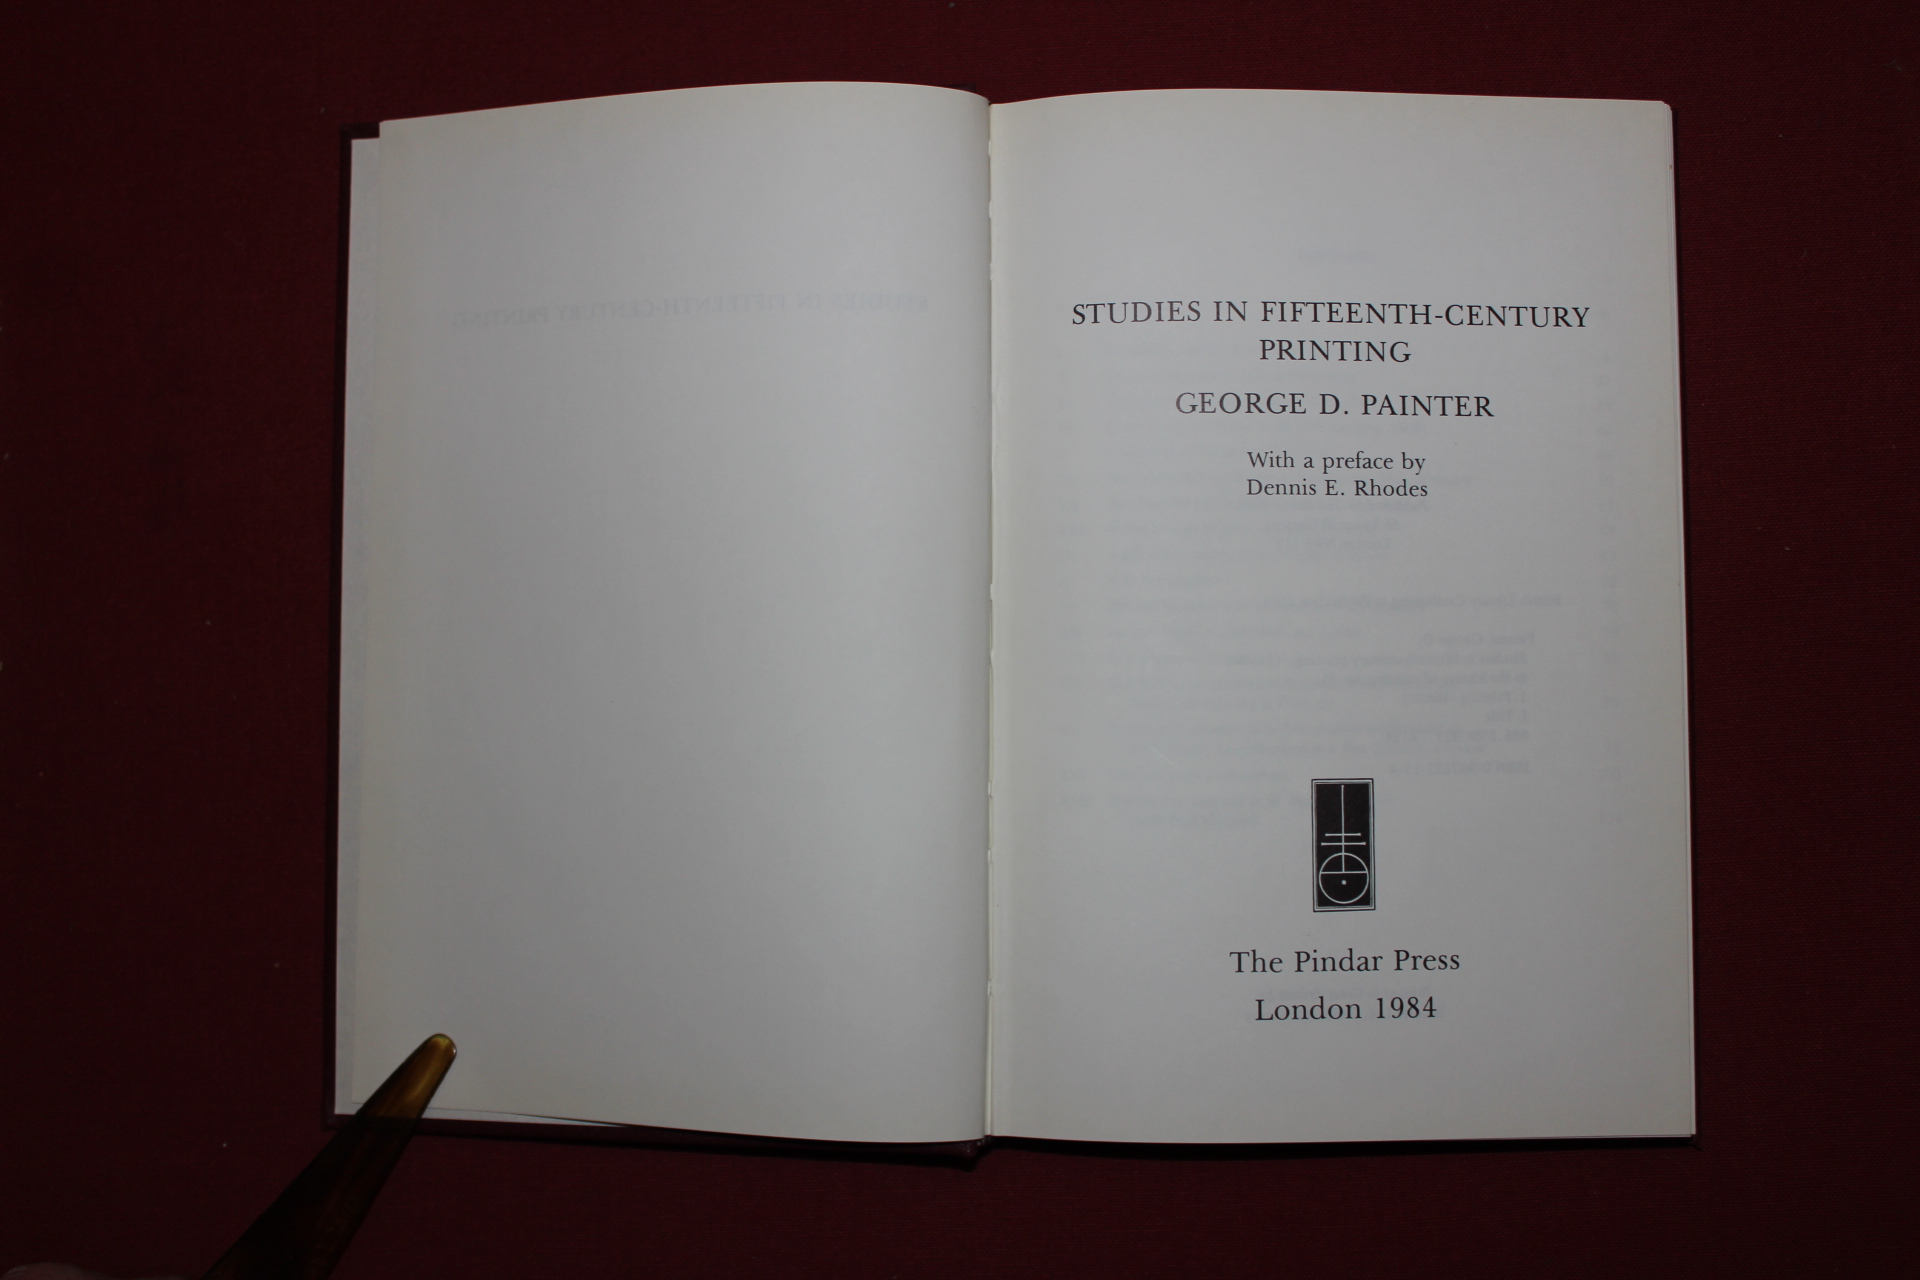 STUDIES IN FIFTEENTH-CENTURY
PRINTING
GEORGE D. PAINTER
With a preface by
Dennis E. Rhodes
The Pindar Press
London 1984